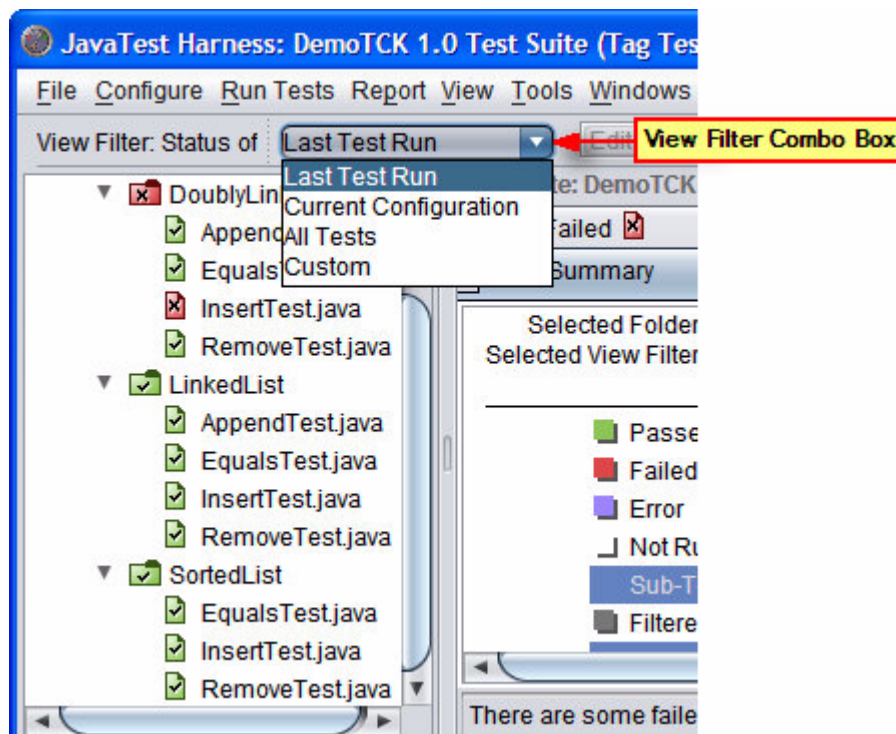 JavaTest Harness: DemoTCK 1.0 Test Suite (Tag Tes
File Configure Run Tests Report View Tools Windows
View Filter: Status of Last Test Run Edit View Filter Combo Box
Last Test Run
Current Configuration
All Tests
Custom
DoublyLin
Append
Equals
InsertTest.java
RemoveTest.java
LinkedList
AppendTest.java
EqualsTest.java
InsertTest.java
RemoveTest.java
SortedList
EqualsTest.java
InsertTest.java
RemoveTest.java
te: DemoTCK
ailed
Summary
Selected Folder
Selected View Filter
Passe
Failed
Error
Not Ru
Sub-T
Filtere
There are some faile